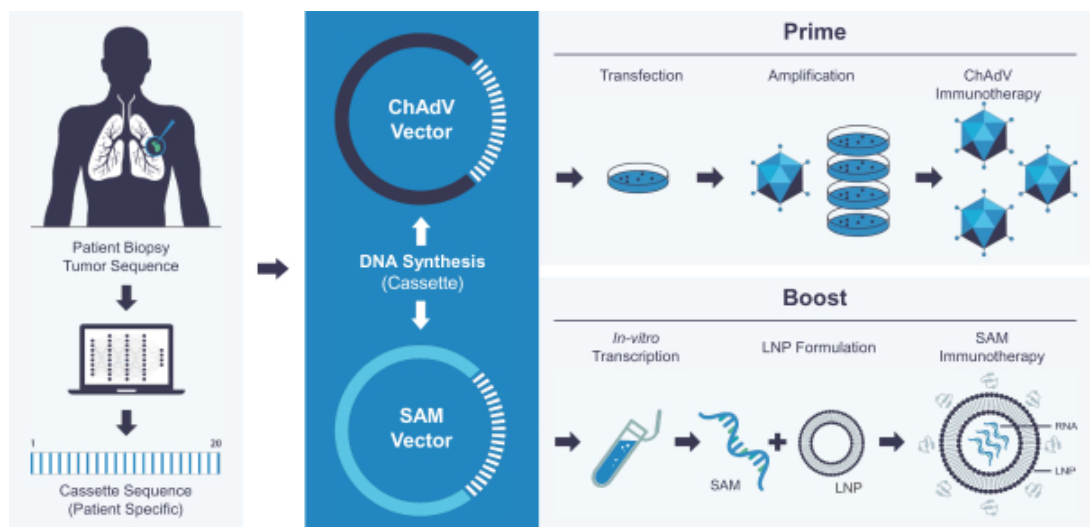 Patient Biopsy
Tumor Sequence
1 20
Cassette Sequence
(Patient Specific)
ChAdV
Vector
DNA Synthesis
(Cassette)
SAM
Vector
Prime
Transfection
Amplification
ChAdV
Immunotherapy
Boost
In-vitro
Transcription
LNP Formulation
SAM
Immunotherapy
SAM
LNP
RNA
LNP